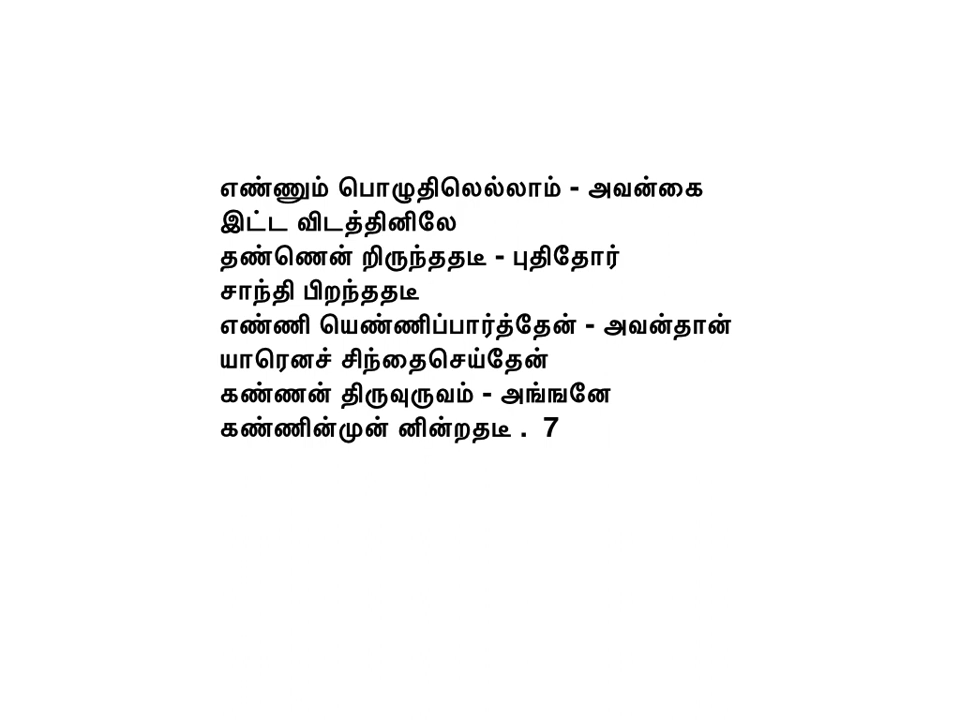 எண்ணும் பொழுதிலெல்லாம் - அவன்கை
இட்ட விடத்தினிலே
தண்ணென் றிருந்ததடீ - புதிதோர்
சாந்தி பிறந்ததடீ
எண்ணி யெண்ணிப்பார்த்தேன் - அவன்தான்
யாரெனச் சிந்தைசெய்தேன்
கண்ணன் திருவுருவம் - அங்ஙனே
கண்ணின்முன் னின்றதடீ . 7